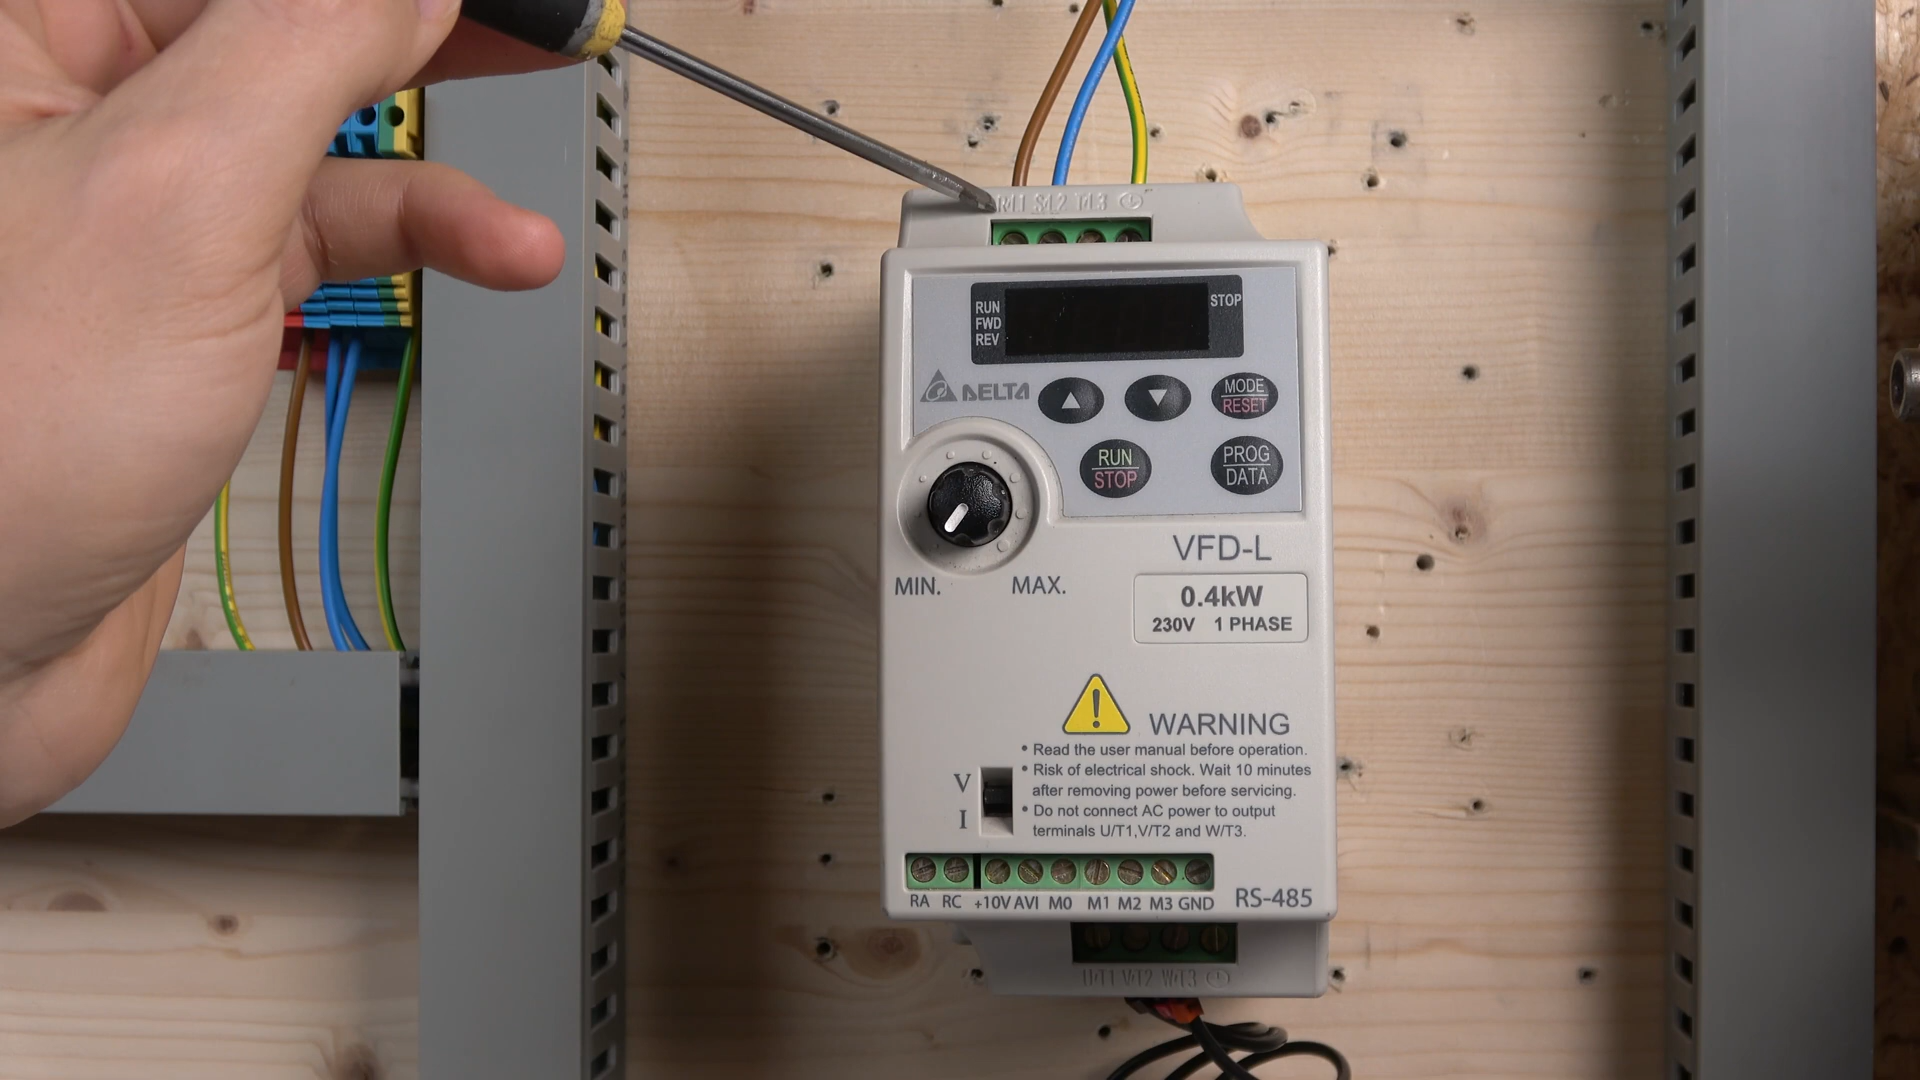 R/L1 S/L2 T/L3
RUN
FWD
REV
STOP
DELTA
MODE
RESET
RUN
STOP
PROG
DATA
VFD-L
MIN. MAX.
0.4kW
230V 1 PHASE
WARNING
• Read the user manual before operation.
• Risk of electrical shock. Wait 10 minutes
after removing power before servicing.
• Do not connect AC power to output
terminals U/T1,V/T2 and W/T3.
V
I
RA RC +10V AVI M0 M1 M2 M3 GND
RS-485
U/T1 V/T2 W/T3